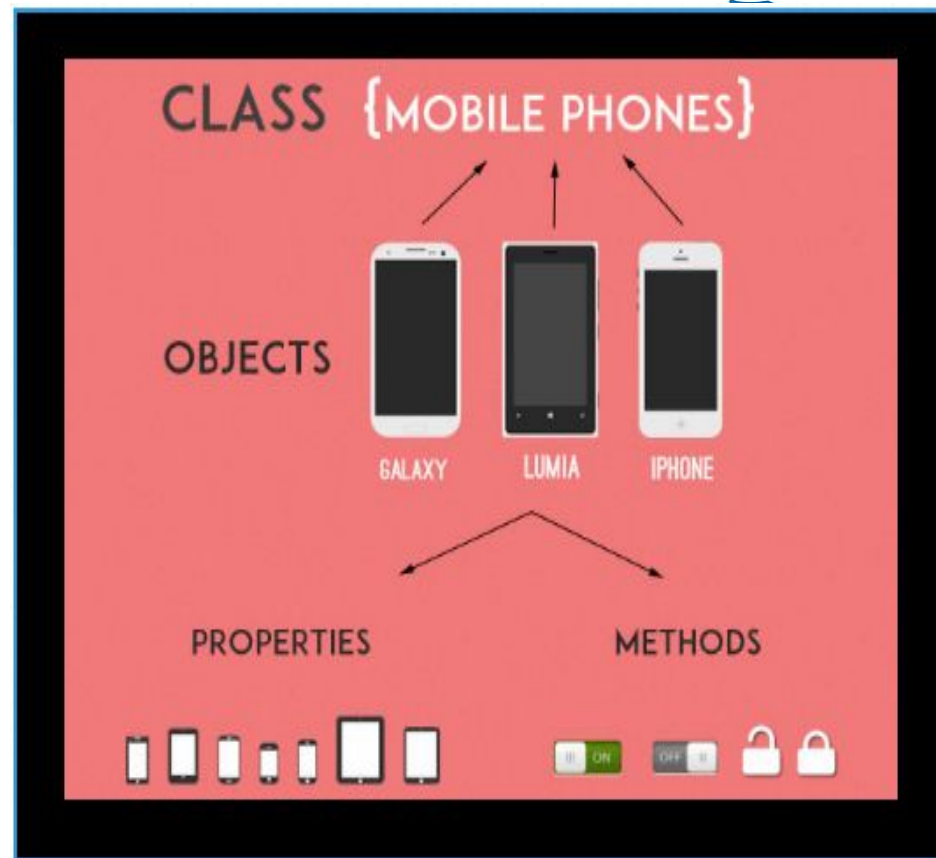 CLASS {MOBILE PHONES}
OBJECTS
GALAXY LUMIA IPHONE
PROPERTIES METHODS
ON OFF